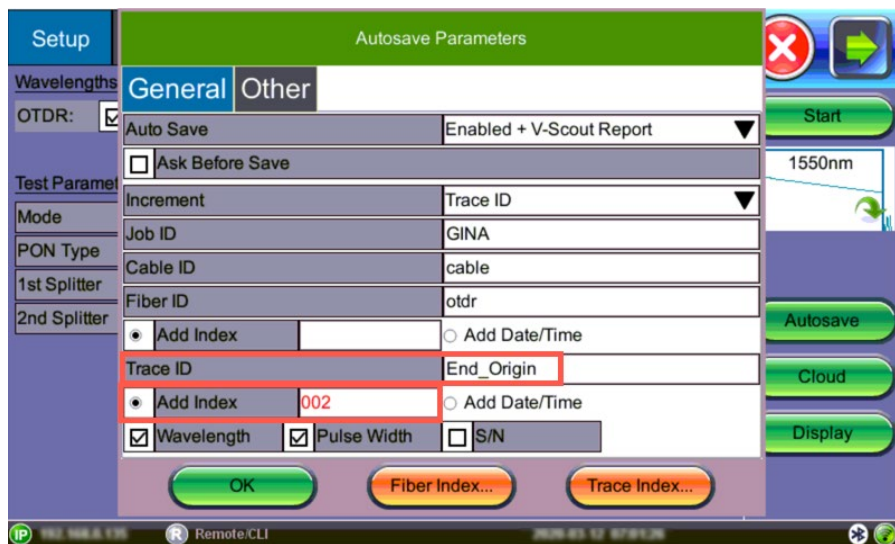 Setup
Autosave Parameters
Wavelengths
General Other
OTDR:
Start
Auto Save Enabled + V-Scout Report
Ask Before Save
1550nm
Test Paramet
Increment Trace ID
Mode
Job ID GINA
PON Type
Cable ID cable
1st Splitter
Fiber ID otdr
2nd Splitter
Autosave
Add Index Add Date/Time
Trace ID End_Origin
Cloud
Add Index 002 Add Date/Time
Wavelength Pulse Width S/N
Display
OK Fiber Index... Trace Index...
IP R Remote/CLI